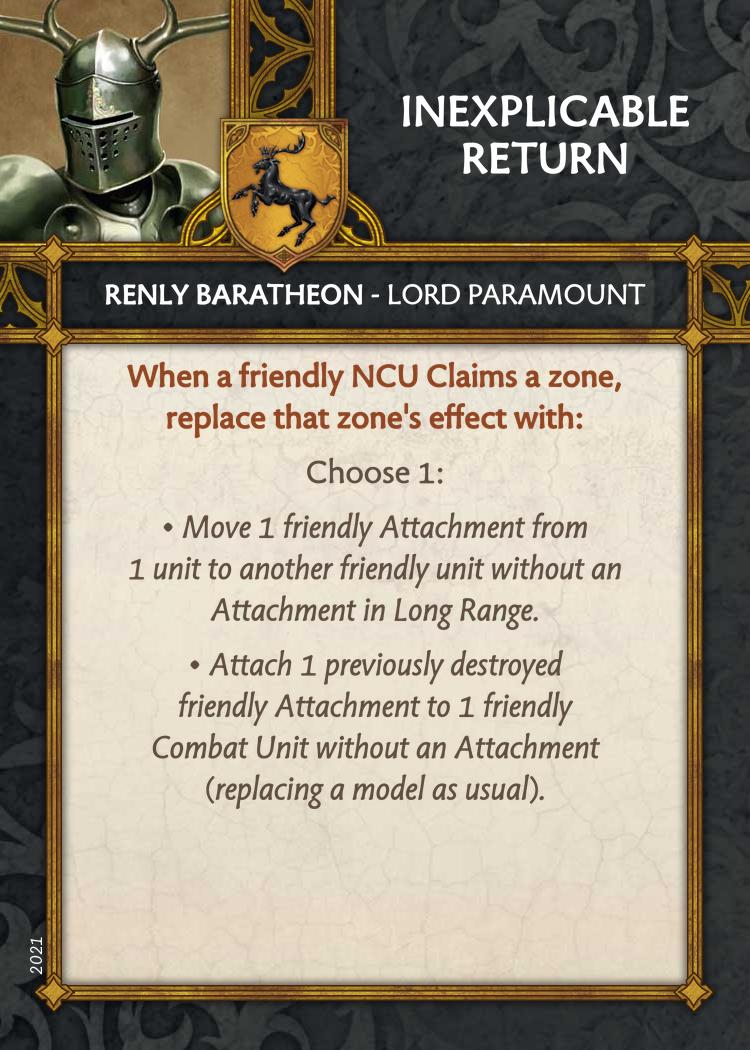 INEXPLICABLE
RETURN
RENLY BARATHEON - LORD PARAMOUNT
When a friendly NCU Claims a zone,
replace that zone's effect with:
Choose 1:
• Move 1 friendly Attachment from
1 unit to another friendly unit without an
Attachment in Long Range.
• Attach 1 previously destroyed
friendly Attachment to 1 friendly
Combat Unit without an Attachment
(replacing a model as usual).
2021